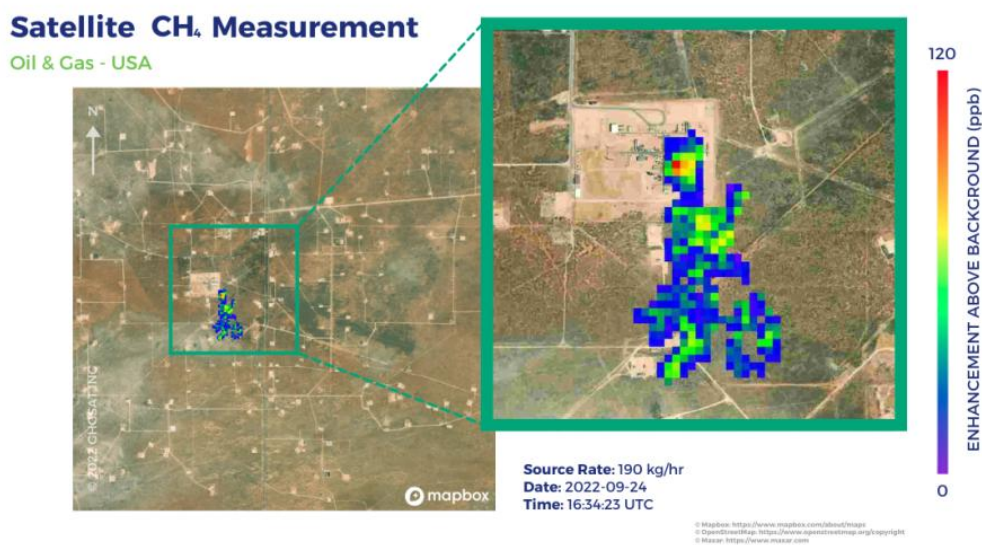 Satellite CH₄ Measurement
Oil & Gas - USA
N
© 2022 GHGSAT INC
mapbox
120
ENHANCEMENT ABOVE BACKGROUND (ppb)
0
Source Rate: 190 kg/hr
Date: 2022-09-24
Time: 16:34:23 UTC
© Mapbox: https://www.mapbox.com/about/maps
© OpenStreetMap: https://www.openstreetmap.org/copyright
© Maxar: https://www.maxar.com